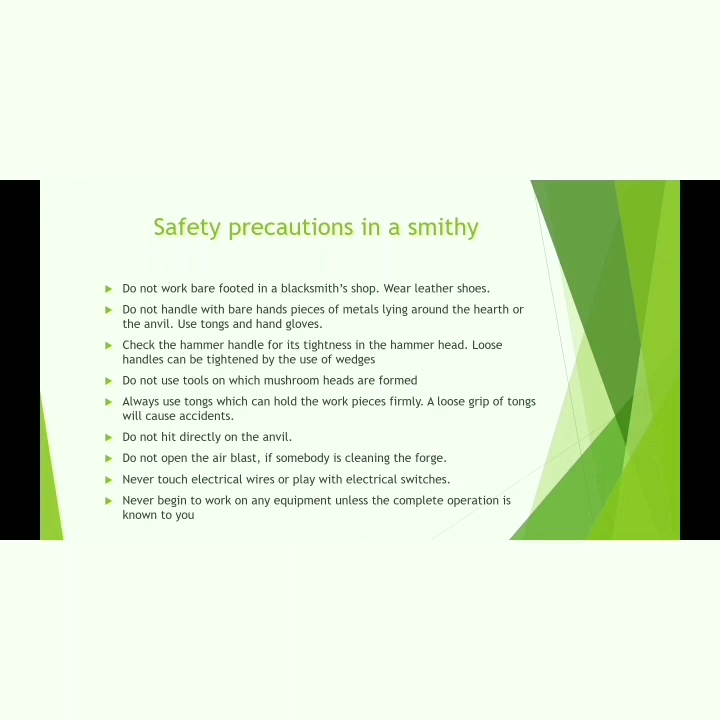 Safety precautions in a smithy
Do not work bare footed in a blacksmith's shop. Wear leather shoes.
Do not handle with bare hands pieces of metals lying around the hearth or
the anvil. Use tongs and hand gloves.
Check the hammer handle for its tightness in the hammer head. Loose
handles can be tightened by the use of wedges
Do not use tools on which mushroom heads are formed
Always use tongs which can hold the work pieces firmly. A loose grip of tongs
will cause accidents.
Do not hit directly on the anvil.
Do not open the air blast, if somebody is cleaning the forge.
Never touch electrical wires or play with electrical switches.
Never begin to work on any equipment unless the complete operation is
known to you